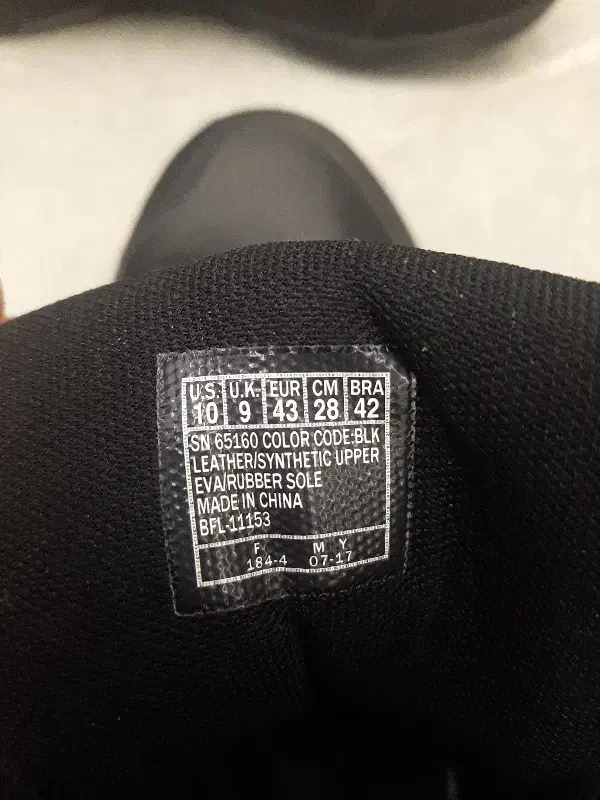 U.S. U.K. EUR CM BRA
10 9 43 28 42
SN 65160 COLOR CODE:BLK
LEATHER/SYNTHETIC UPPER
EVA/RUBBER SOLE
MADE IN CHINA
BFL-11153
F M Y
184-4 07-17